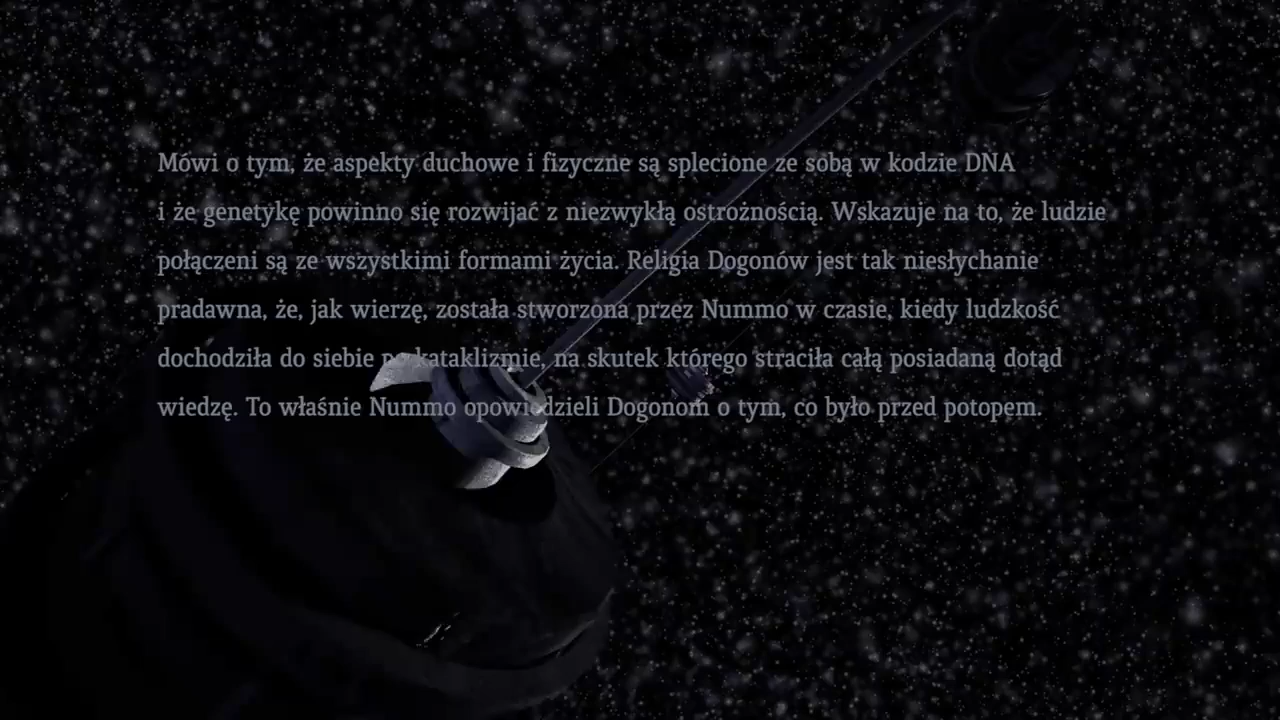 Mówi o tym, że aspekty duchowe i fizyczne są splecione ze sobą w kodzie DNA
i że genetykę powinno się rozwijać z niezwykłą ostrożnością. Wskazuje na to, że ludzie
połączeni są ze wszystkimi formami życia. Religia Dogonów jest tak niesłychanie
pradawna, że, jak wierzę, została stworzona przez Nummo w czasie, kiedy ludzkość
dochodziła do siebie po kataklizmie, na skutek którego straciła całą posiadaną dotąd
wiedzę. To właśnie Nummo opowiedzieli Dogonom o tym, co było przed potopem.